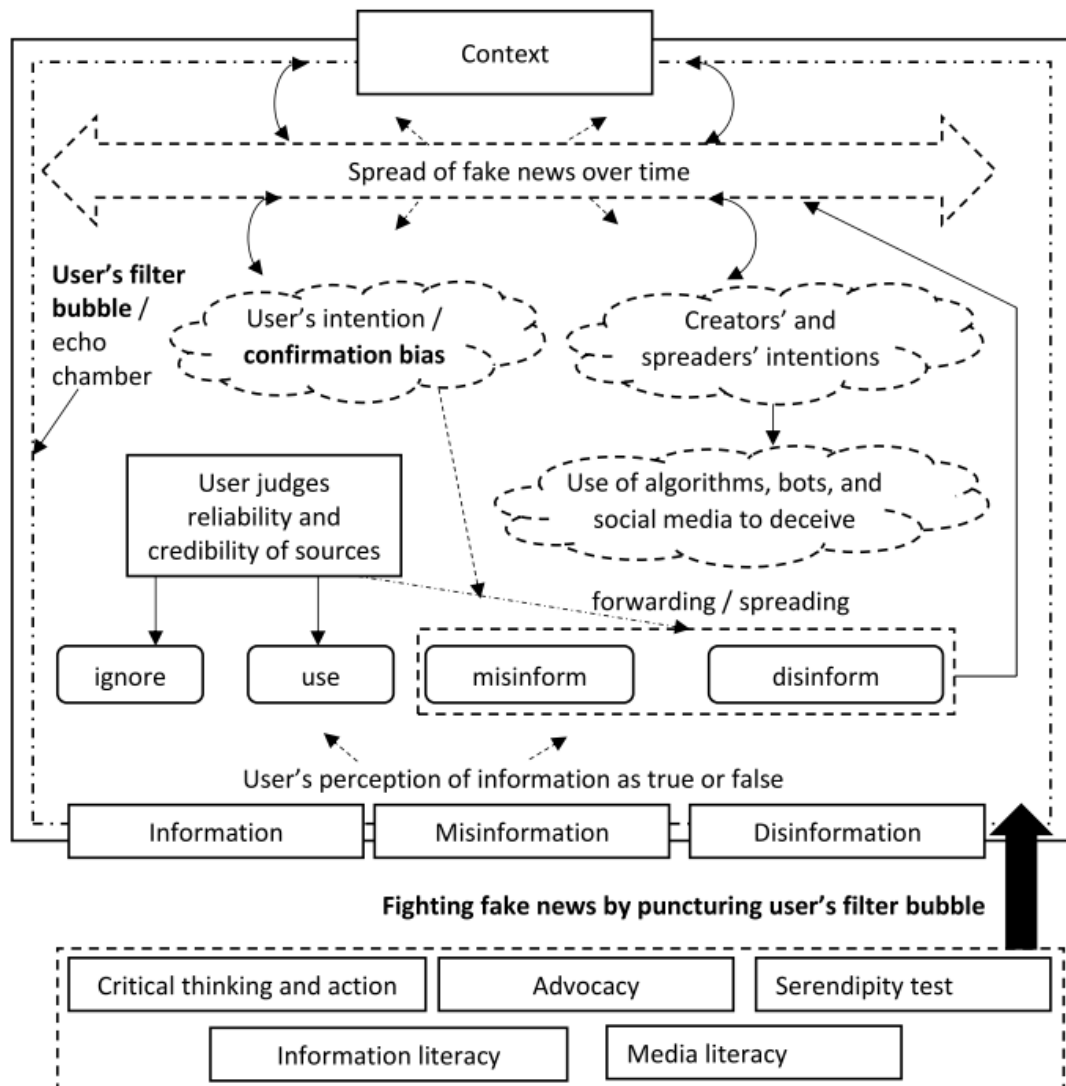 Context
Spread of fake news over time
User’s filter
bubble /
echo
chamber
User’s intention /
confirmation bias
Creators’ and
spreaders’ intentions
User judges
reliability and
credibility of sources
Use of algorithms, bots, and
social media to deceive
forwarding / spreading
ignore
use
misinform
disinform
User’s perception of information as true or false
Information
Misinformation
Disinformation
Fighting fake news by puncturing user’s filter bubble
Critical thinking and action
Advocacy
Serendipity test
Information literacy
Media literacy